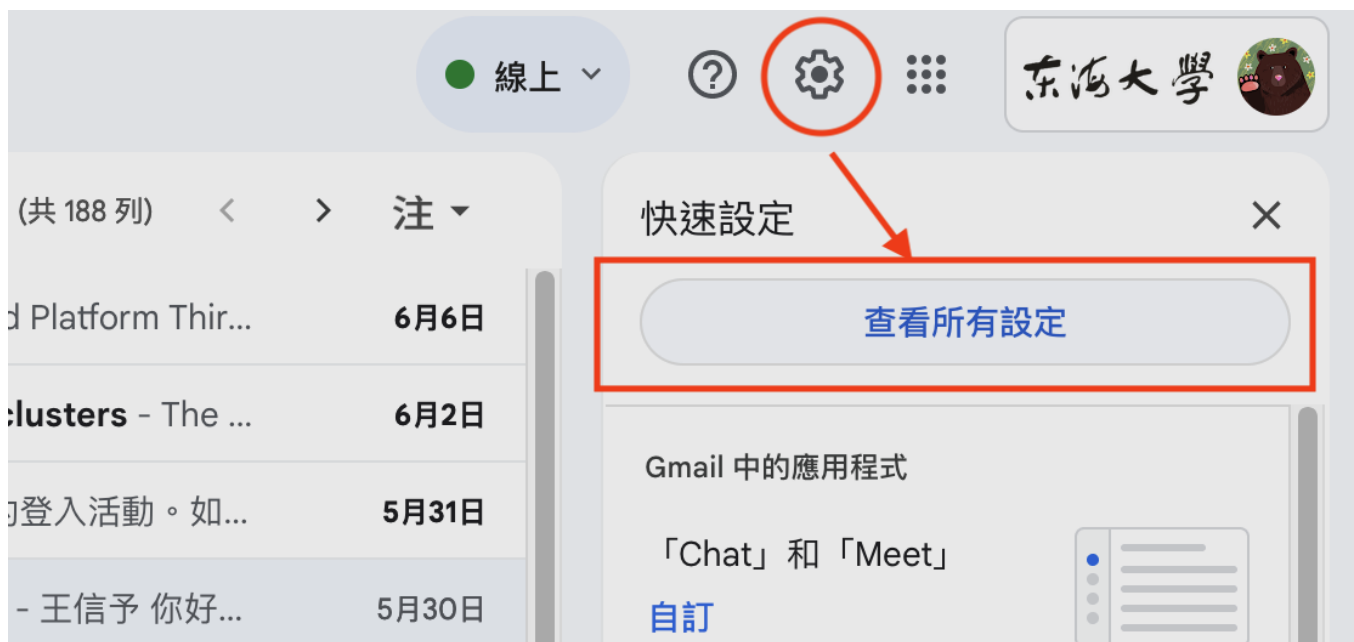 線上
东海大學
(共 188 列)
注
d Platform Thir...
6月6日
clusters - The ...
6月2日
的登入活動。如...
5月31日
- 王信予 你好...
5月30日
快速設定
查看所有設定
Gmail 中的應用程式
「Chat」和「Meet」
自訂